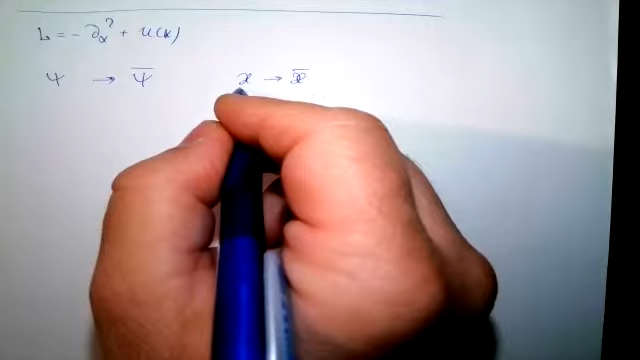 L = -∂ₓ² + u(x)
ψ → ψ̅ x → x̅